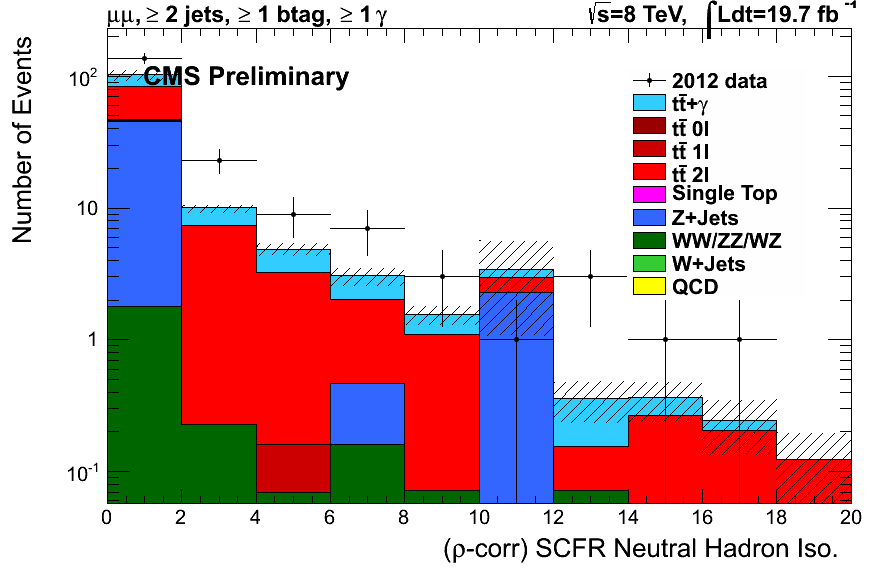 μμ, ≥ 2 jets, ≥ 1 btag, ≥ 1 γ
√s=8 TeV, ∫Ldt=19.7 fb⁻¹
CMS Preliminary
Number of Events
10²
10
1
10⁻¹
2012 data
tt̄+γ
tt̄ 0l
tt̄ 1l
tt̄ 2l
Single Top
Z+Jets
WW/ZZ/WZ
W+Jets
QCD
0 2 4 6 8 10 12 14 16 18 20
(ρ-corr) SCFR Neutral Hadron Iso.